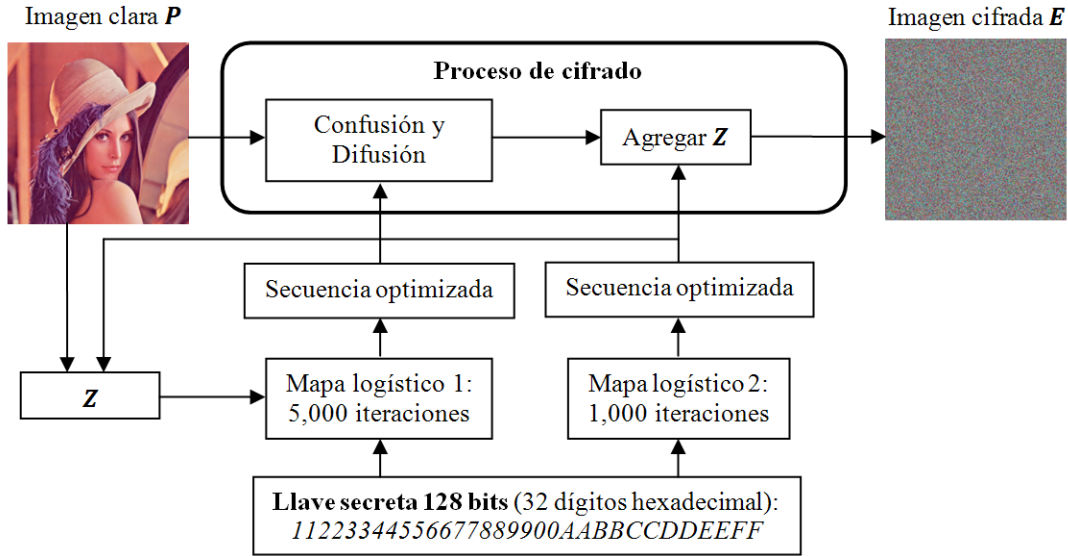 Imagen clara P
Imagen cifrada E
Proceso de cifrado
Confusión y
Difusión
Agregar Z
Secuencia optimizada
Secuencia optimizada
Z
Mapa logístico 1:
5,000 iteraciones
Mapa logístico 2:
1,000 iteraciones
Llave secreta 128 bits (32 dígitos hexadecimal):
11223344556677889900AABBCCDDEEFF